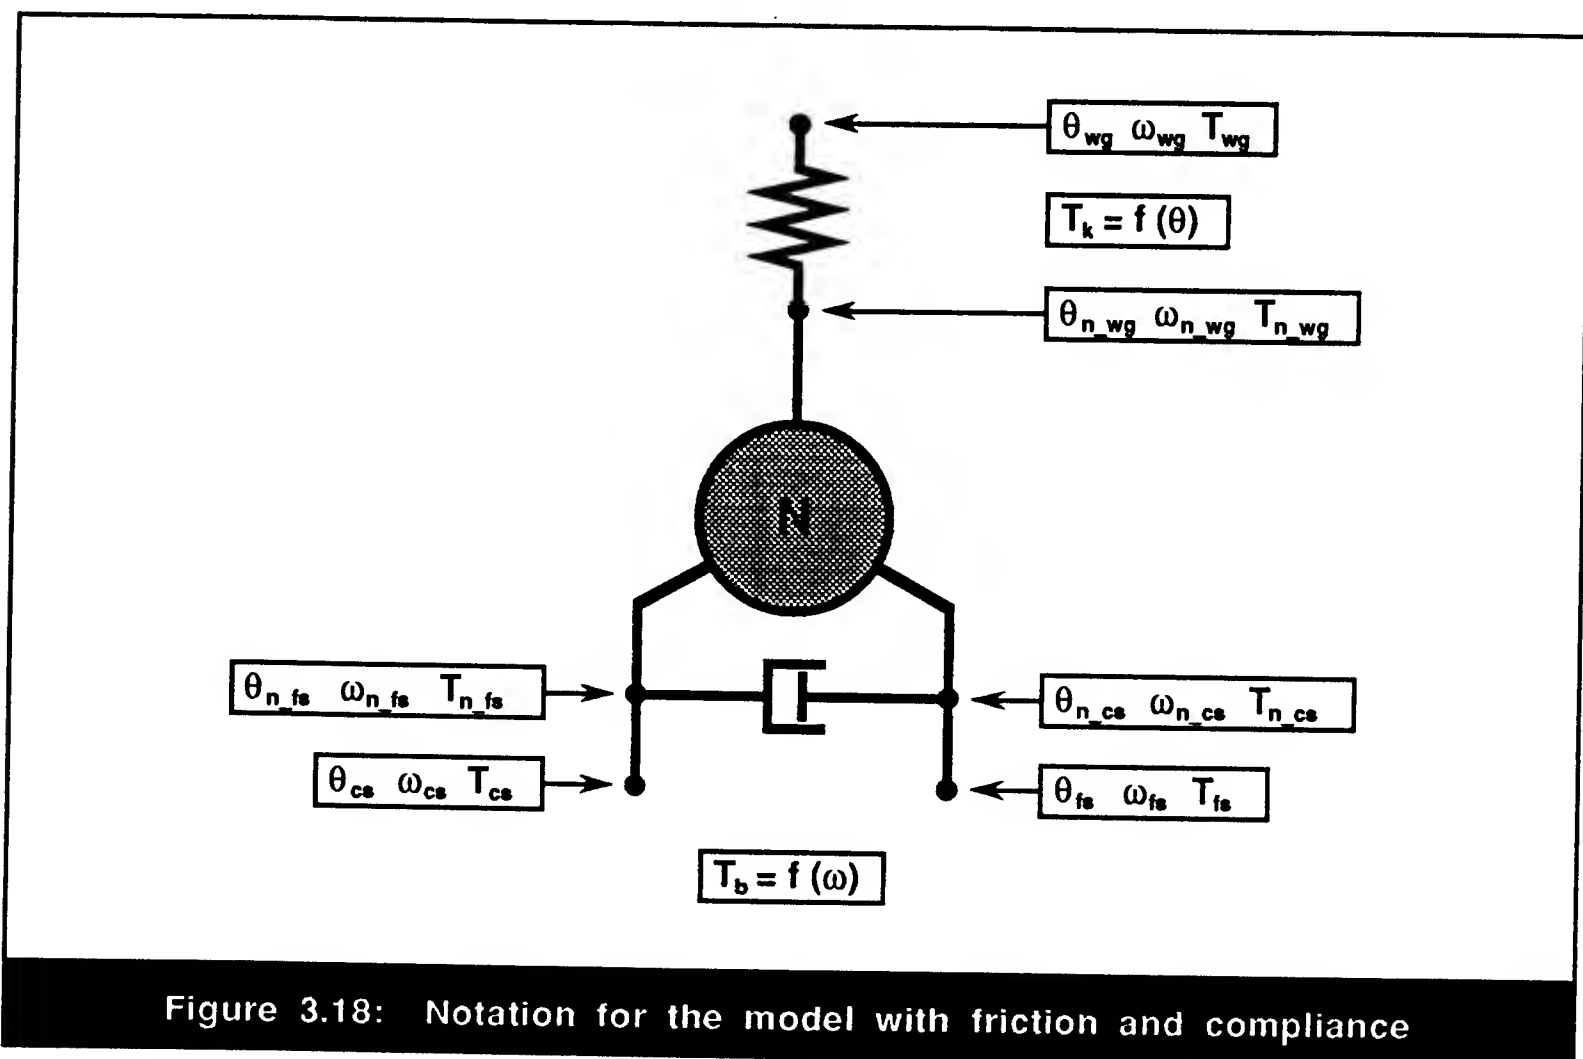 θwg ωwg Twg
Tk = f (θ)
θn_wg ωn_wg Tn_wg
N
θn_fs ωn_fs Tn_fs
θn_cs ωn_cs Tn_cs
θcs ωcs Tcs
θfs ωfs Tfs
Tb = f (ω)
Figure 3.18: Notation for the model with friction and compliance